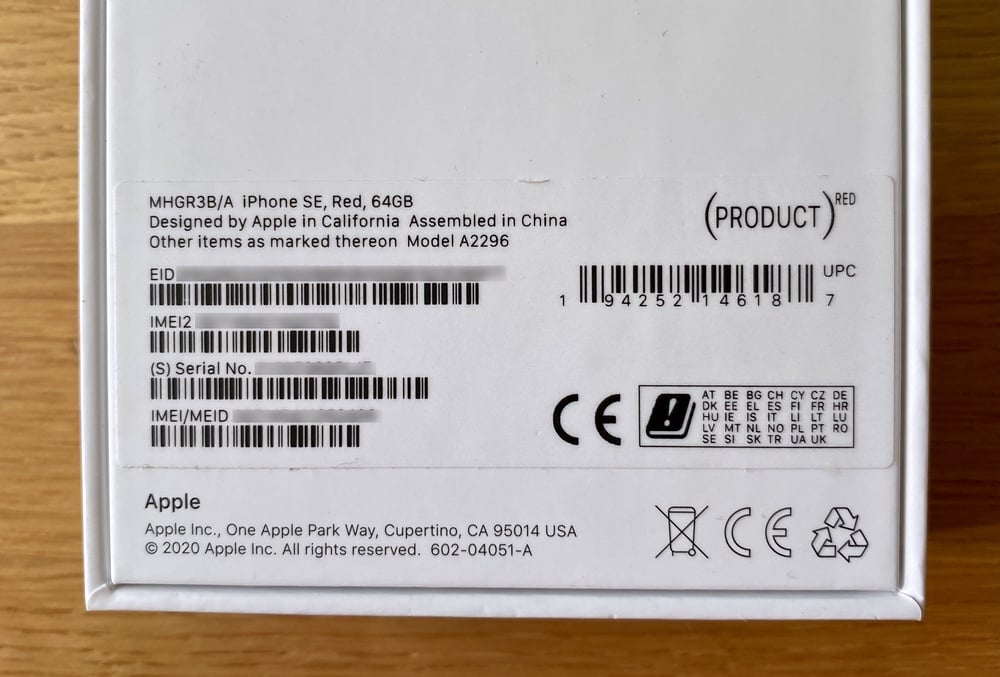 MHGR3B/A iPhone SE, Red, 64GB
Designed by Apple in California Assembled in China
Other items as marked thereon Model A2296
(PRODUCT)RED
EID
UPC
1 94252 14618 7
IMEI2
(S) Serial No.
IMEI/MEID
CE
AT BE BG CH CY CZ DE
DK EE EL ES FI FR HR
HU IE IS IT LI LT LU
LV MT NL NO PL PT RO
SE SI SK TR UA UK
Apple
Apple Inc., One Apple Park Way, Cupertino, CA 95014 USA
© 2020 Apple Inc. All rights reserved. 602-04051-A
CE